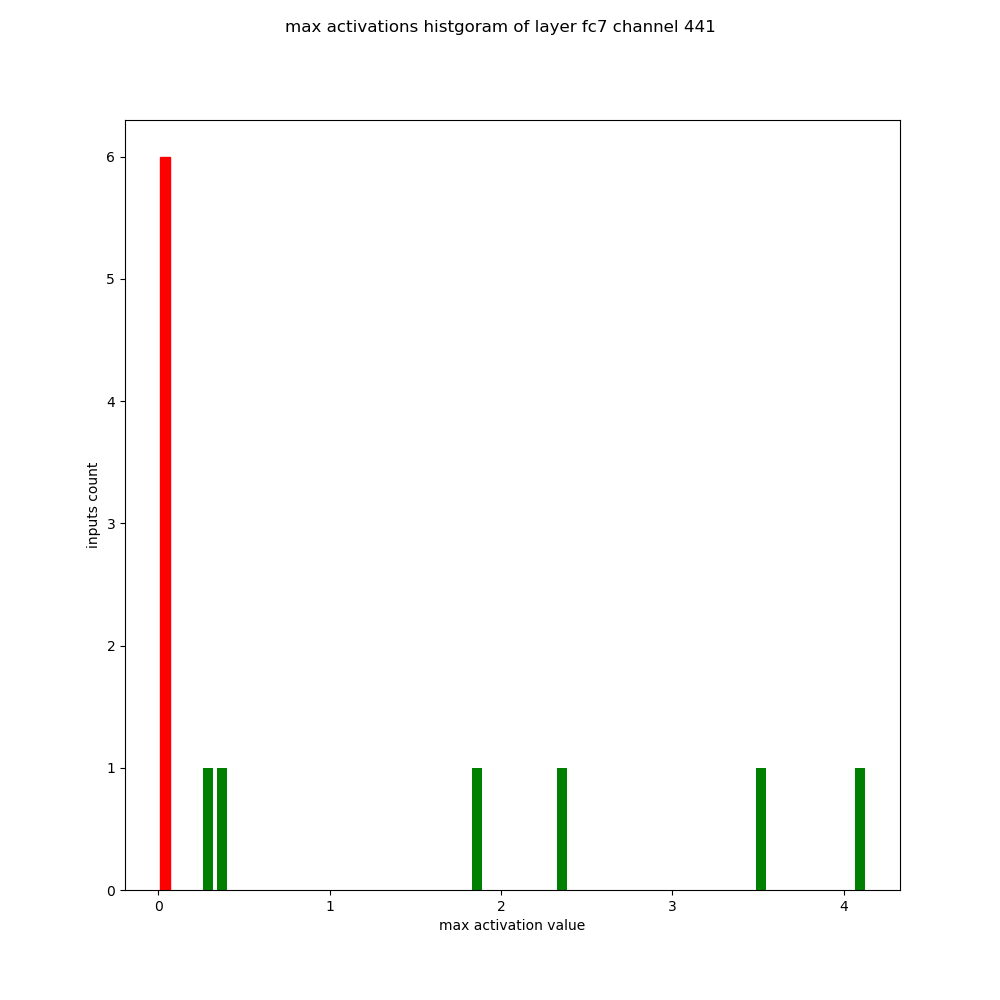 max activations histgoram of layer fc7 channel 441
6
5
4
3
2
1
0
inputs count
0 1 2 3 4
max activation value